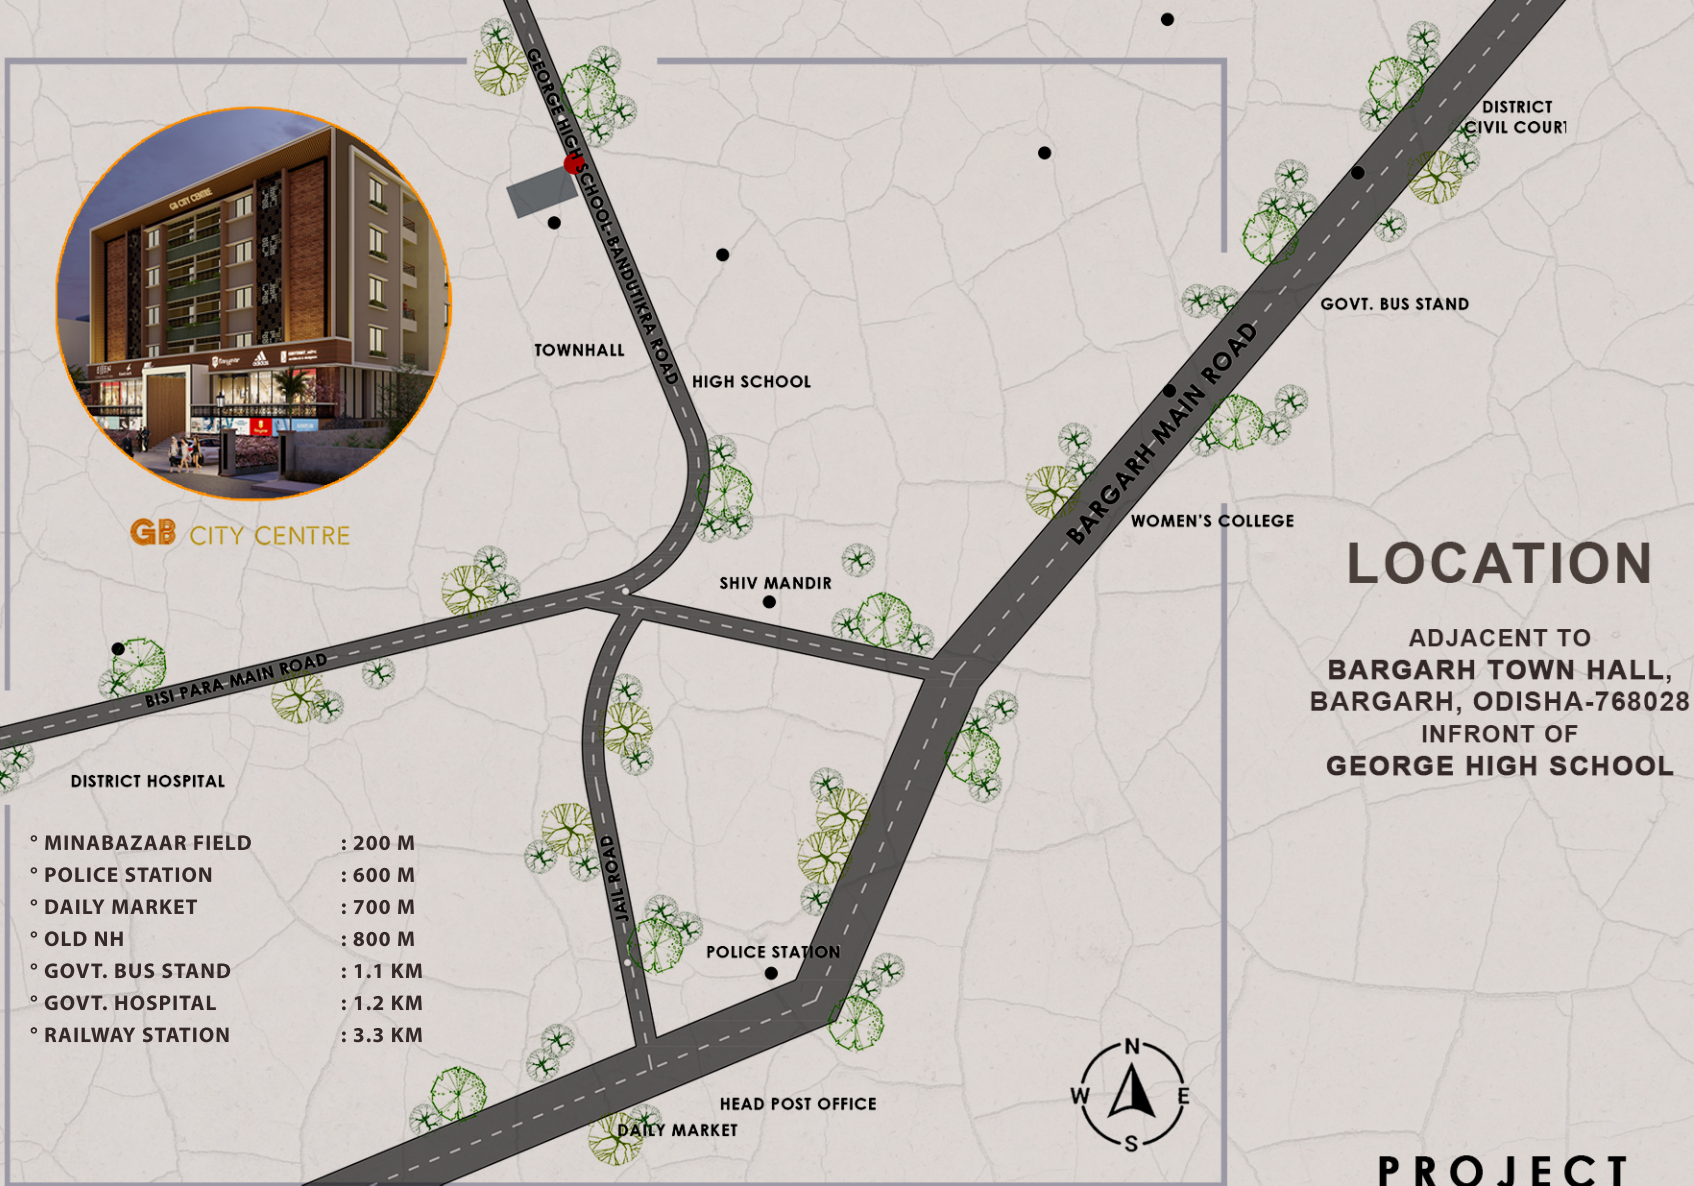 GEORGE HIGH SCHOOL-BANDUTIKRA ROAD
DISTRICT
CIVIL COURT
GB CITY CENTRE
adidas
GOVT. BUS STAND
TOWNHALL
HIGH SCHOOL
BARGARH MAIN ROAD
WOMEN'S COLLEGE
GB CITY CENTRE
LOCATION
SHIV MANDIR
ADJACENT TO
BARGARH TOWN HALL,
BARGARH, ODISHA-768028
INFRONT OF
GEORGE HIGH SCHOOL
BISI PARA MAIN ROAD
DISTRICT HOSPITAL
° MINABAZAAR FIELD : 200 M
° POLICE STATION : 600 M
° DAILY MARKET : 700 M
° OLD NH : 800 M
° GOVT. BUS STAND : 1.1 KM
° GOVT. HOSPITAL : 1.2 KM
° RAILWAY STATION : 3.3 KM
JAIL ROAD
POLICE STATION
N
W E
S
HEAD POST OFFICE
DAILY MARKET
PROJECT